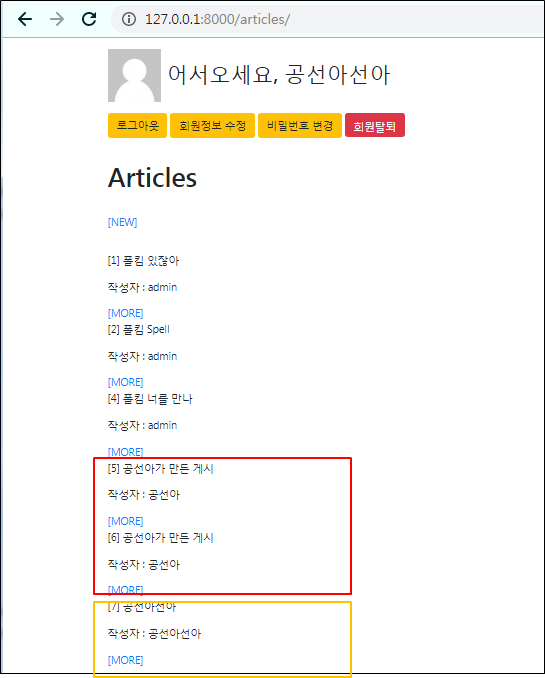 127.0.0.1:8000/articles/
어서오세요, 공선아선아
로그아웃 회원정보 수정 비밀번호 변경 회원탈퇴
Articles
[NEW]
[1] 폴킴 있잖아
작성자 : admin
[MORE]
[2] 폴킴 Spell
작성자 : admin
[MORE]
[4] 폴킴 너를 만나
작성자 : admin
[MORE]
[5] 공선아가 만든 게시
작성자 : 공선아
[MORE]
[6] 공선아가 만든 게시
작성자 : 공선아
[MORE]
[7] 공선아선아
작성자 : 공선아선아
[MORE]